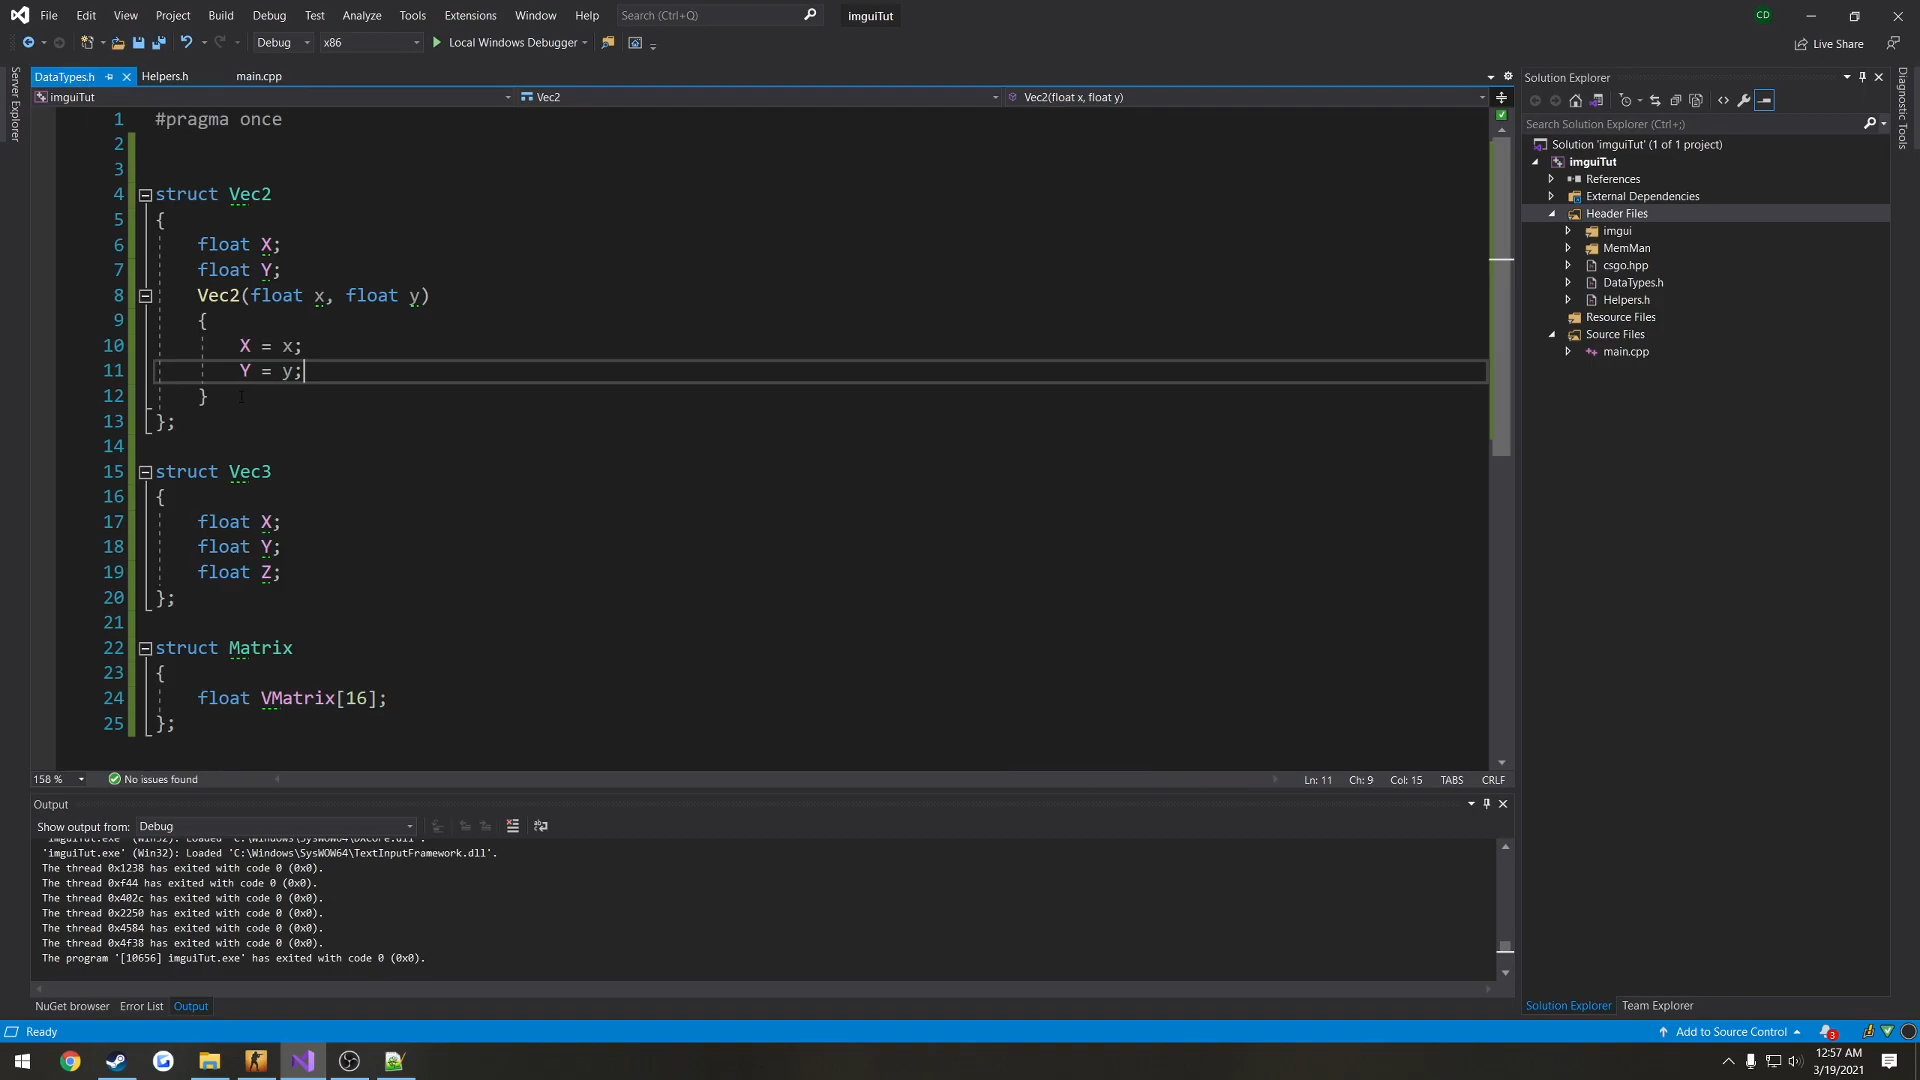 File Edit View Project Build Debug Test Analyze Tools Extensions Window Help Search (Ctrl+Q) imguiTut CD
Debug x86 Local Windows Debugger Live Share
Server Explorer
DataTypes.h Helpers.h main.cpp
imguiTut Vec2 Vec2(float x, float y)
1 #pragma once
2
3
4 struct Vec2
5 {
6 float X;
7 float Y;
8 Vec2(float x, float y)
9 {
10 X = x;
11 Y = y;
12 }
13 };
14
15 struct Vec3
16 {
17 float X;
18 float Y;
19 float Z;
20 };
21
22 struct Matrix
23 {
24 float VMatrix[16];
25 };
158 % No issues found Ln: 11 Ch: 9 Col: 15 TABS CRLF
Output
Show output from: Debug
'imguiTut.exe' (Win32): Loaded 'C:\Windows\SysWOW64\DXCore.dll'.
'imguiTut.exe' (Win32): Loaded 'C:\Windows\SysWOW64\TextInputFramework.dll'.
The thread 0x1238 has exited with code 0 (0x0).
The thread 0xf44 has exited with code 0 (0x0).
The thread 0x402c has exited with code 0 (0x0).
The thread 0x2250 has exited with code 0 (0x0).
The thread 0x4584 has exited with code 0 (0x0).
The thread 0x4f38 has exited with code 0 (0x0).
The program '[10656] imguiTut.exe' has exited with code 0 (0x0).
NuGet browser Error List Output
Solution Explorer
Search Solution Explorer (Ctrl+;)
Solution 'imguiTut' (1 of 1 project)
imguiTut
References
External Dependencies
Header Files
imgui
MemMan
csgo.hpp
DataTypes.h
Helpers.h
Resource Files
Source Files
main.cpp
Solution Explorer Team Explorer
Diagnostic Tools
Ready Add to Source Control 3
12:57 AM
3/19/2021